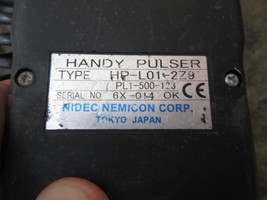 HANDY PULSER
TYPE HP-L01-2Z9
PL1-500-123
SERIAL NO 6X-014 OK CE
NIDEC NEMICON CORP.
TOKYO JAPAN